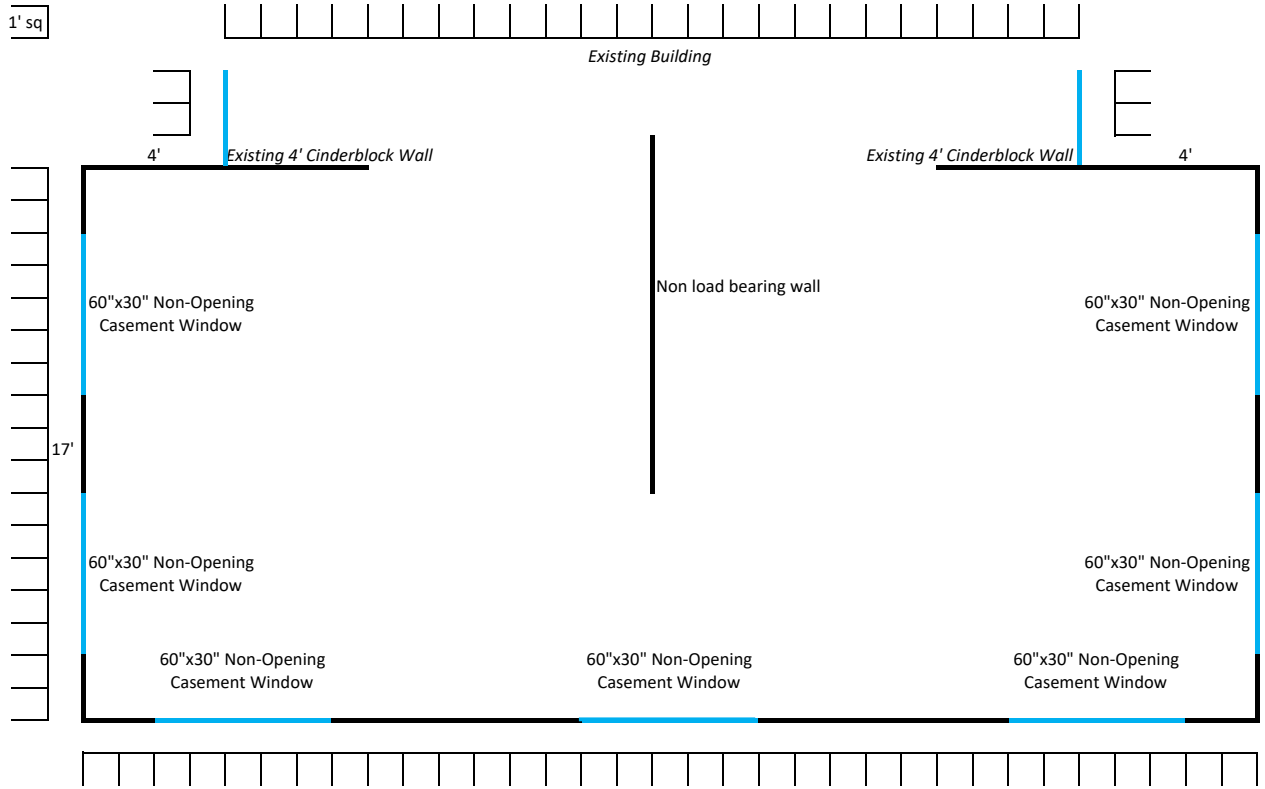 1' sq
Existing Building
4'
Existing 4' Cinderblock Wall
Existing 4' Cinderblock Wall
4'
Non load bearing wall
60"x30" Non-Opening
Casement Window
60"x30" Non-Opening
Casement Window
17'
60"x30" Non-Opening
Casement Window
60"x30" Non-Opening
Casement Window
60"x30" Non-Opening
Casement Window
60"x30" Non-Opening
Casement Window
60"x30" Non-Opening
Casement Window